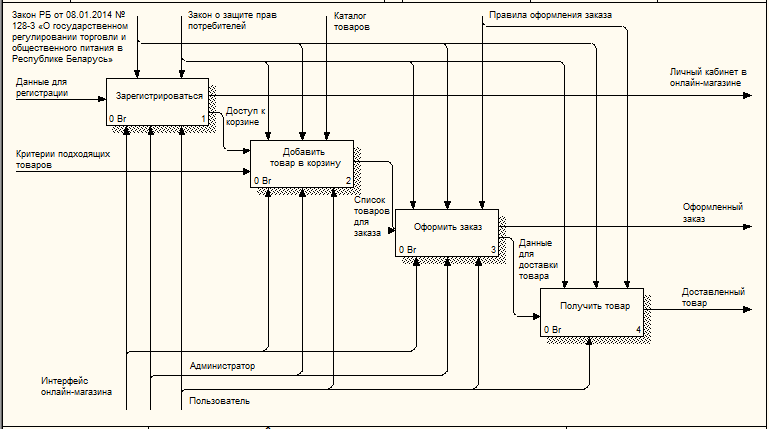 Закон РБ от 08.01.2014 №
128-З «О государственном
регулировании торговли и
общественного питания в
Республике Беларусь»
Закон о защите прав
потребителей
Каталог
товаров
Правила оформления заказа
Данные для
регистрации
Зарегистрироваться
0 Br
1
Личный кабинет в
онлайн-магазине
Доступ к
корзине
Критерии подходящих
товаров
Добавить
товар в корзину
0 Br
2
Список
товаров
для
заказа
Оформить заказ
0 Br
3
Оформленный
заказ
Данные
для
доставки
товара
Получить товар
0 Br
4
Доставленный
товар
Интерфейс
онлайн-магазина
Администратор
Пользователь